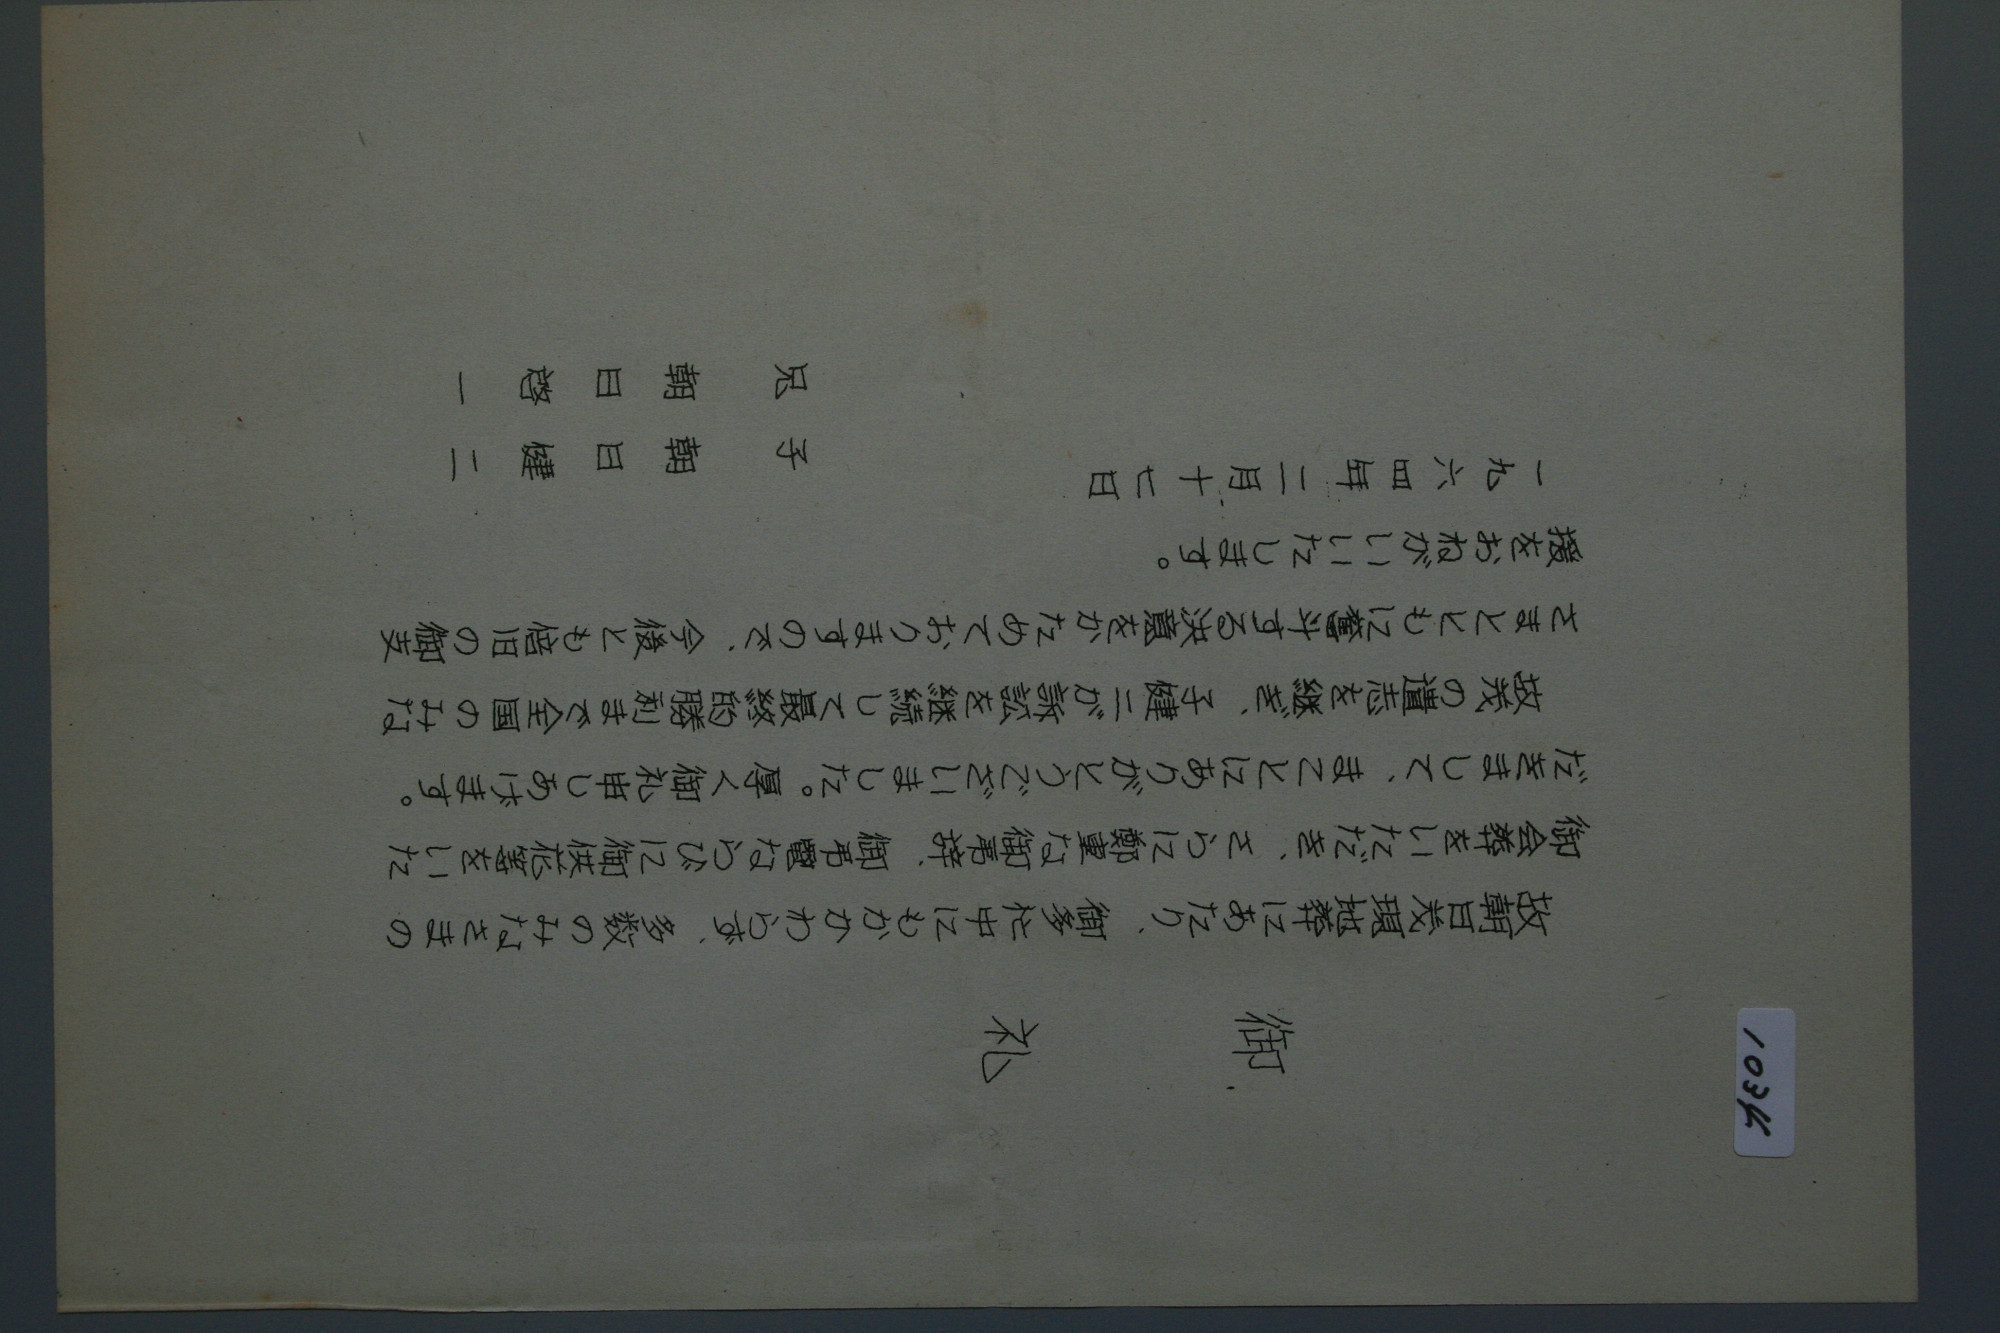 御礼
故朝日茂現地葬にあたり、御多忙中にもかかわらず、多数のみなさまの
御会葬をいただき、さらに鄭重な御弔辞、御弔電ならびに御供花等をいた
だきまして、まことにありがとうございました。厚く御礼申しあげます。
故茂の遺志を継ぎ、子健二が訴訟を継続して最終的勝利まで全国のみな
さまとともに奮斗する決意をかためておりますので、今後とも倍旧の御支
援をおねがいいたします。
一九六四年二月十七日
子 朝日健二
兄 朝日啓一